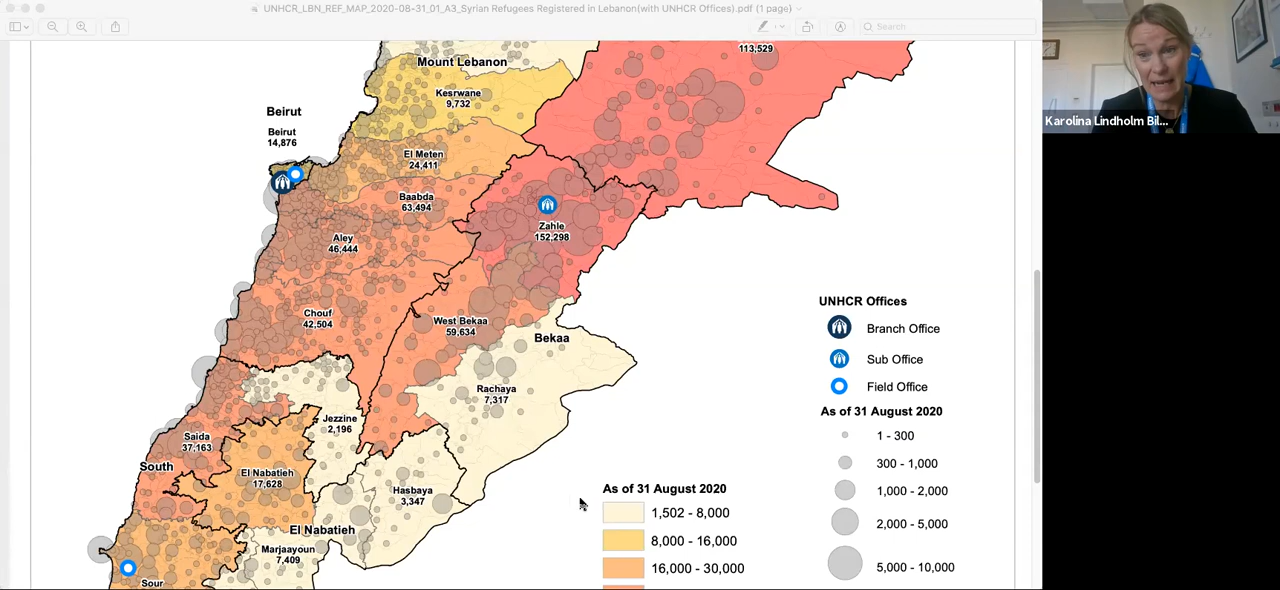 UNHCR_LBN_REF_MAP_2020-08-31_01_A3_Syrian Refugees Registered in Lebanon(with UNHCR Offices).pdf (1 page)
Search
113,529
Mount Lebanon
Kesrwane
9,732
Beirut
Beirut
14,876
El Meten
24,411
Baabda
63,494
Zahle
152,298
Aley
46,444
Chouf
42,504
West Bekaa
59,634
Bekaa
Rachaya
7,317
Jezzine
2,196
Saida
37,163
South
El Nabatieh
17,628
Hasbaya
3,347
El Nabatieh
Marjaayoun
7,409
Sour
UNHCR Offices
Branch Office
Sub Office
Field Office
As of 31 August 2020
1 - 300
300 - 1,000
1,000 - 2,000
2,000 - 5,000
5,000 - 10,000
As of 31 August 2020
1,502 - 8,000
8,000 - 16,000
16,000 - 30,000
Karolina Lindholm Bil...